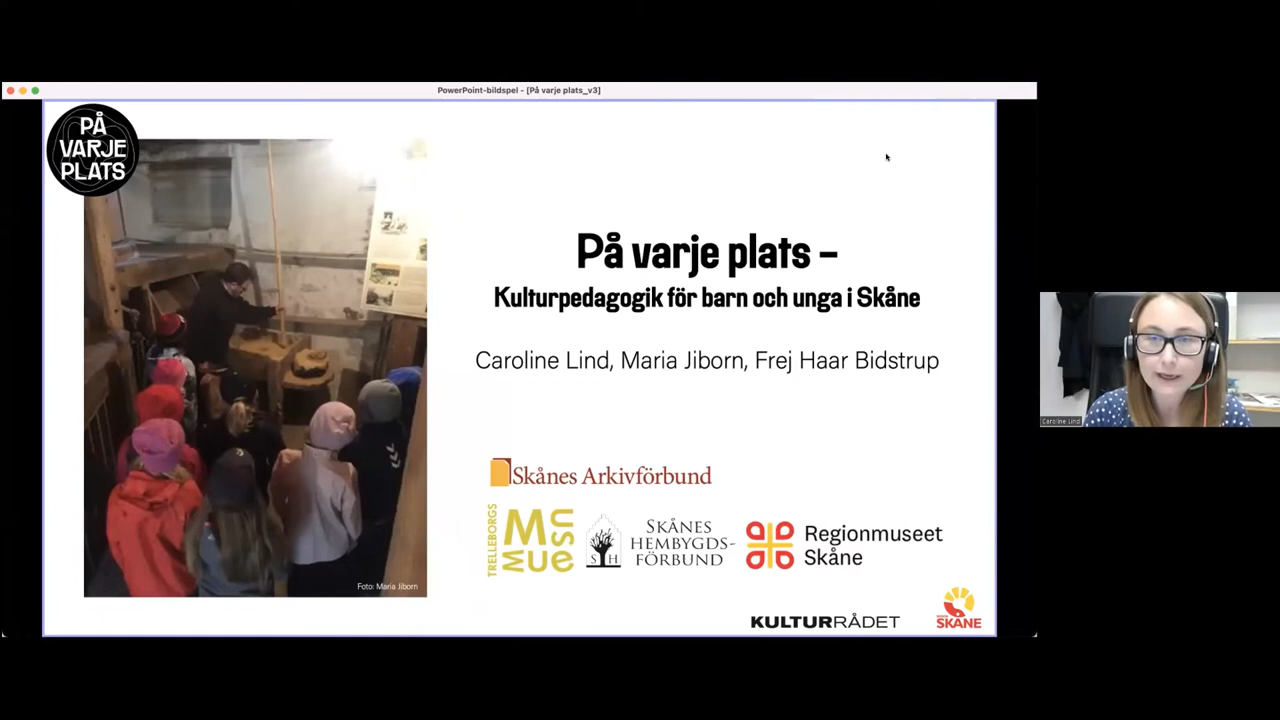 PowerPoint-bildspel - [På varje plats_v3]
PÅ
VARJE
PLATS
På varje plats –
Kulturpedagogik för barn och unga i Skåne
Caroline Lind, Maria Jiborn, Frej Haar Bidstrup
Caroline Lind
Skånes Arkivförbund
TRELLEBORGS
MUSEUM
SKÅNES
HEMBYGDS-
FÖRBUND
S H
Regionmuseet
Skåne
Foto: Maria Jiborn
KULTURRÅDET
SKÅNE